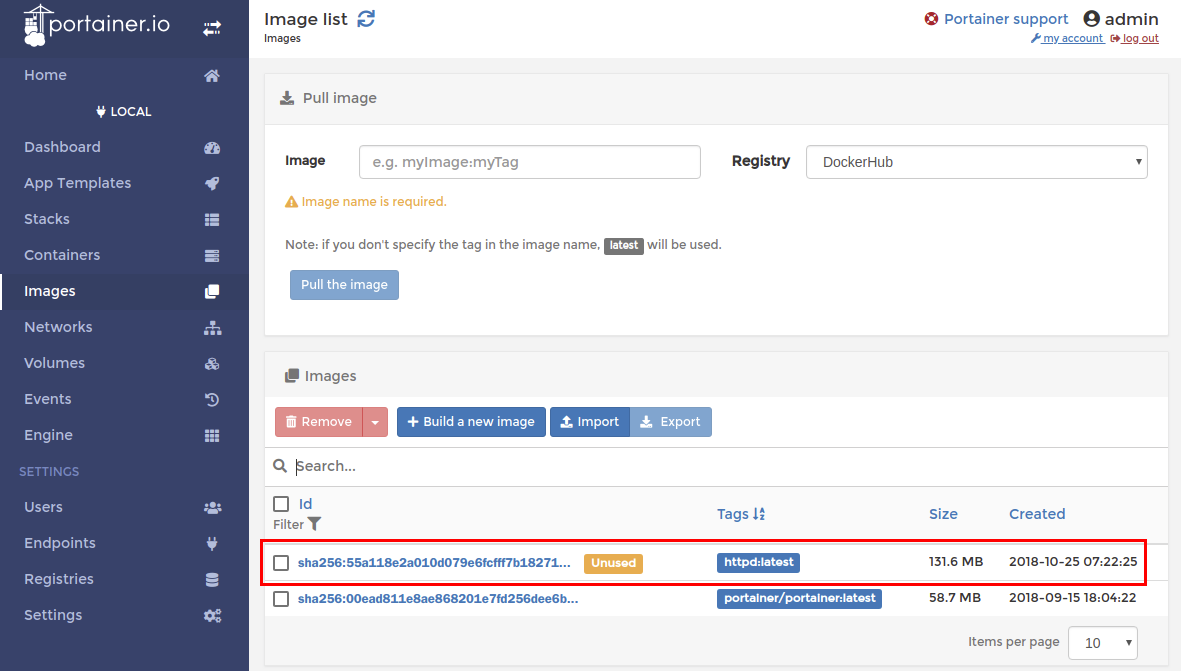 portainer.io
Home
LOCAL
Dashboard
App Templates
Stacks
Containers
Images
Networks
Volumes
Events
Engine
SETTINGS
Users
Endpoints
Registries
Settings
Image list
Images
Portainer support admin
my account log out
Pull image
Image e.g. myImage:myTag Registry DockerHub
Image name is required.
Note: if you don't specify the tag in the image name, latest will be used.
Pull the image
Images
Remove Build a new image Import Export
Search...
Id
Filter
Tags Size Created
sha256:55a118e2a010d079e6fcfff7b18271... Unused httpd:latest 131.6 MB 2018-10-25 07:22:25
sha256:00ead811e8ae868201e7fd256dee6b... portainer/portainer:latest 58.7 MB 2018-09-15 18:04:22
Items per page 10